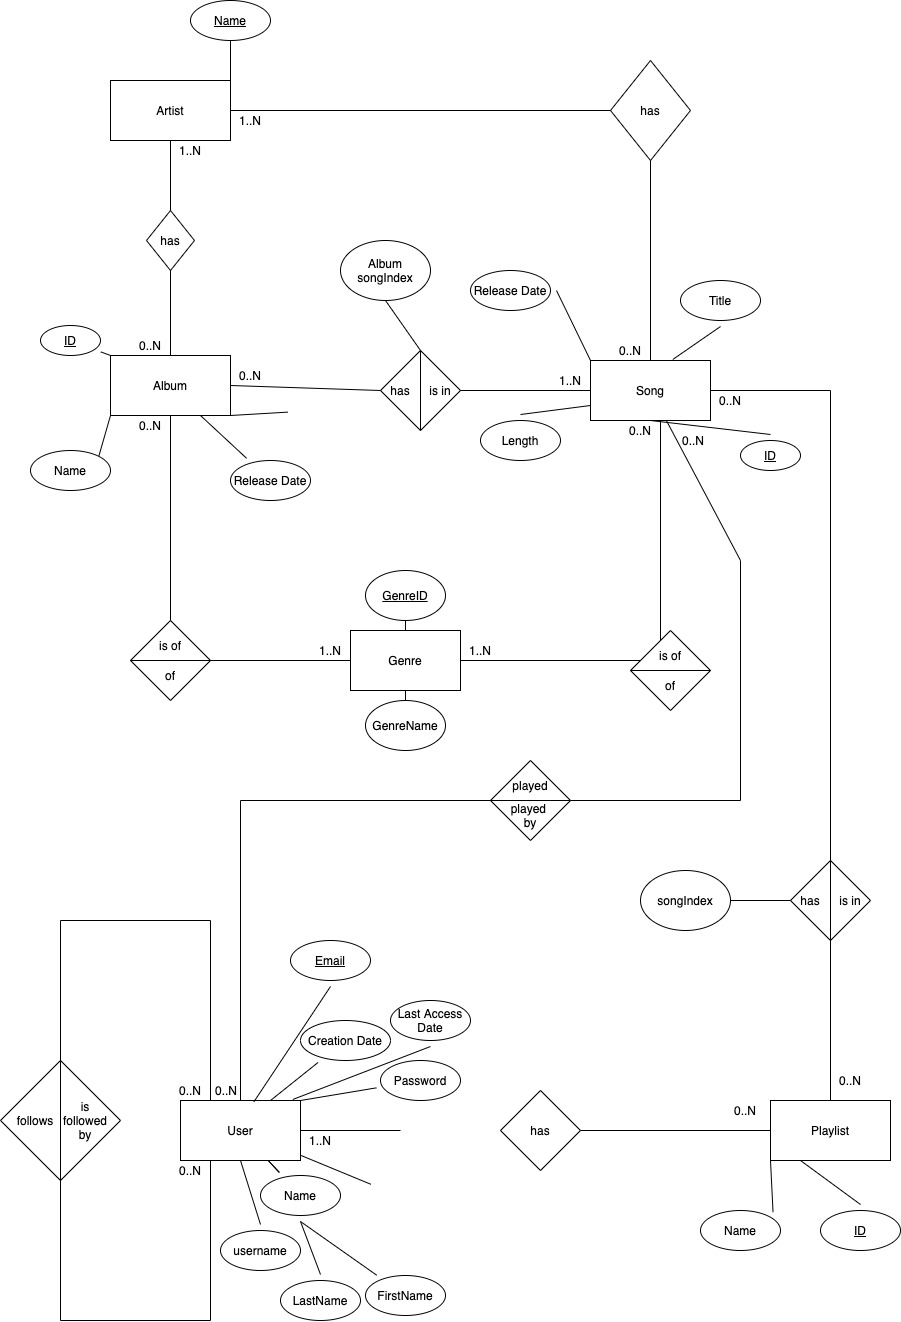 Name
Artist
1..N
has
1..N
has
Album
songIndex
Release Date
Title
ID
0..N
0..N
Album
0..N
has
is in
1..N
Song
0..N
0..N
Name
Release Date
Length
0..N
0..N
ID
GenreID
is of
of
1..N
Genre
1..N
is of
of
GenreName
played
played
by
songIndex
has
is in
Email
Creation Date
Last Access
Date
Password
0..N
0..N
0..N
follows
is
followed
by
User
1..N
has
0..N
Playlist
0..N
Name
username
LastName
FirstName
Name
ID